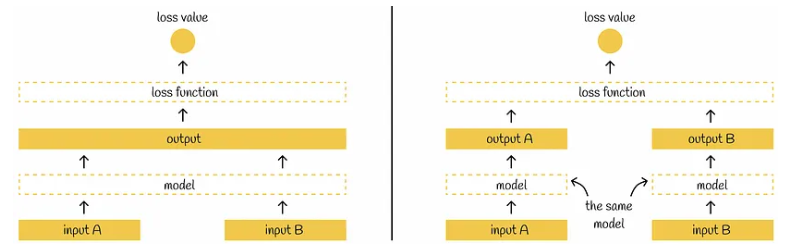 loss value
loss function
output
model
input A
input B
loss value
loss function
output A
output B
model
model
the same
model
input A
input B